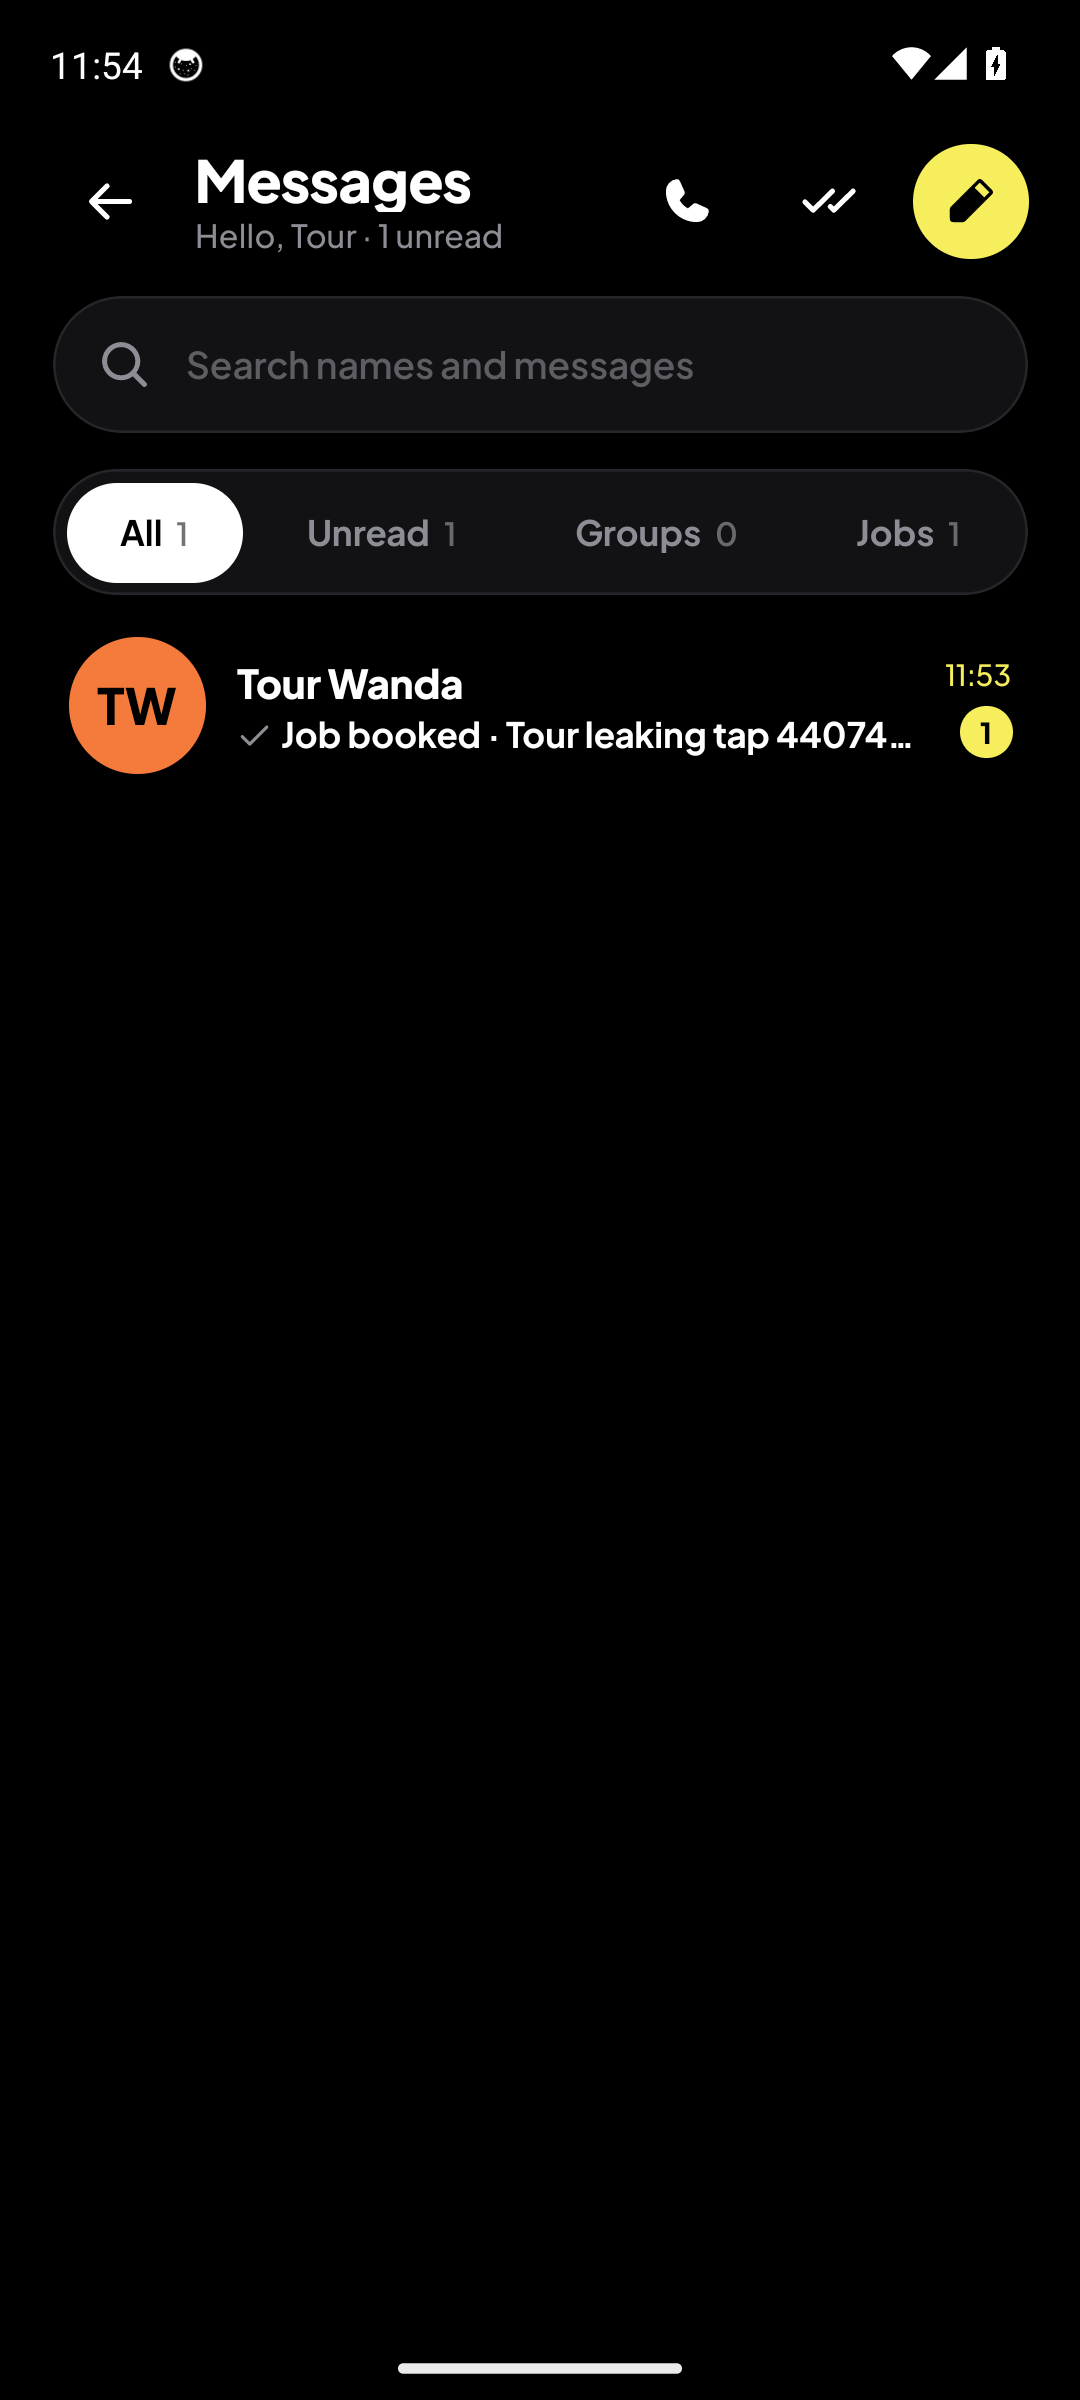 11:54
Messages
Hello, Tour · 1 unread
Search names and messages
All 1
Unread 1
Groups 0
Jobs 1
TW
Tour Wanda
11:53
Job booked · Tour leaking tap 44074...
1